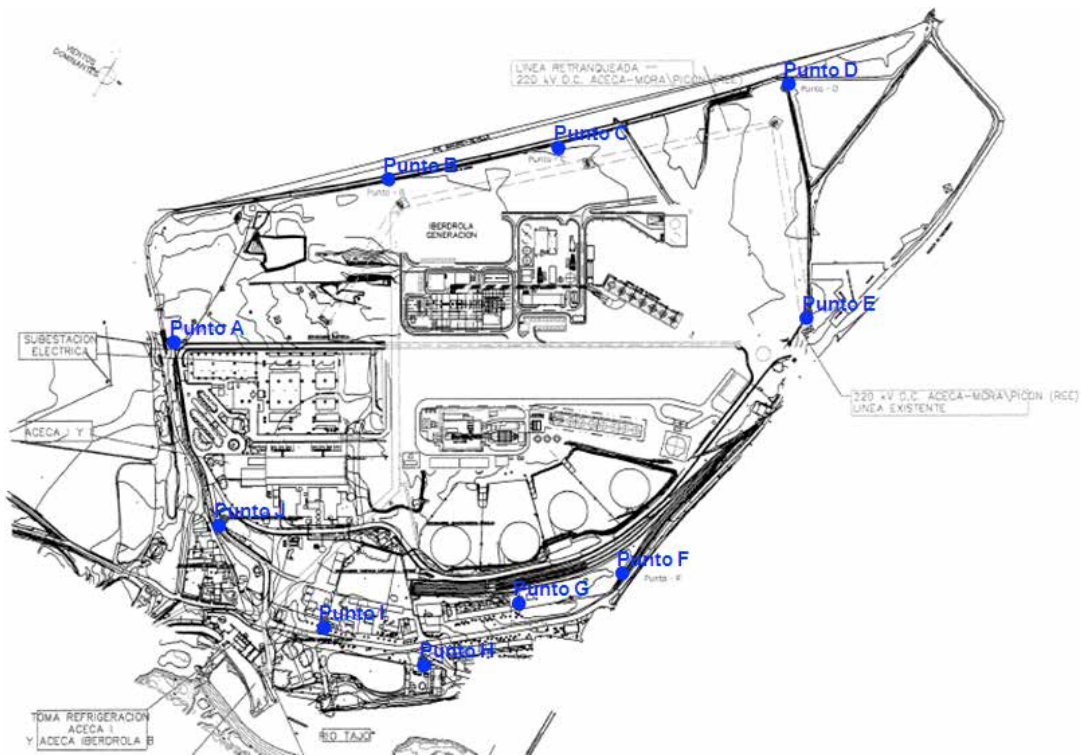 VIENTOS
DOMINANTES
LINEA RETRANQUEADA
220 kV D.C. ACECA-MORA\PICON (REE)
Punto D
Punto - D
Punto C
Punto - C
Punto B
Punto - B
IBERDROLA
GENERACION
Punto A
SUBESTACION
ELECTRICA
Punto E
220 kV D.C. ACECA-MORA\PICON (REE)
LINEA EXISTENTE
ACECA I Y
Punto J
Punto F
Punto - F
Punto G
Punto I
Punto H
TOMA REFRIGERACION
ACECA I
Y ACECA IBERDROLA B
RIO TAJO